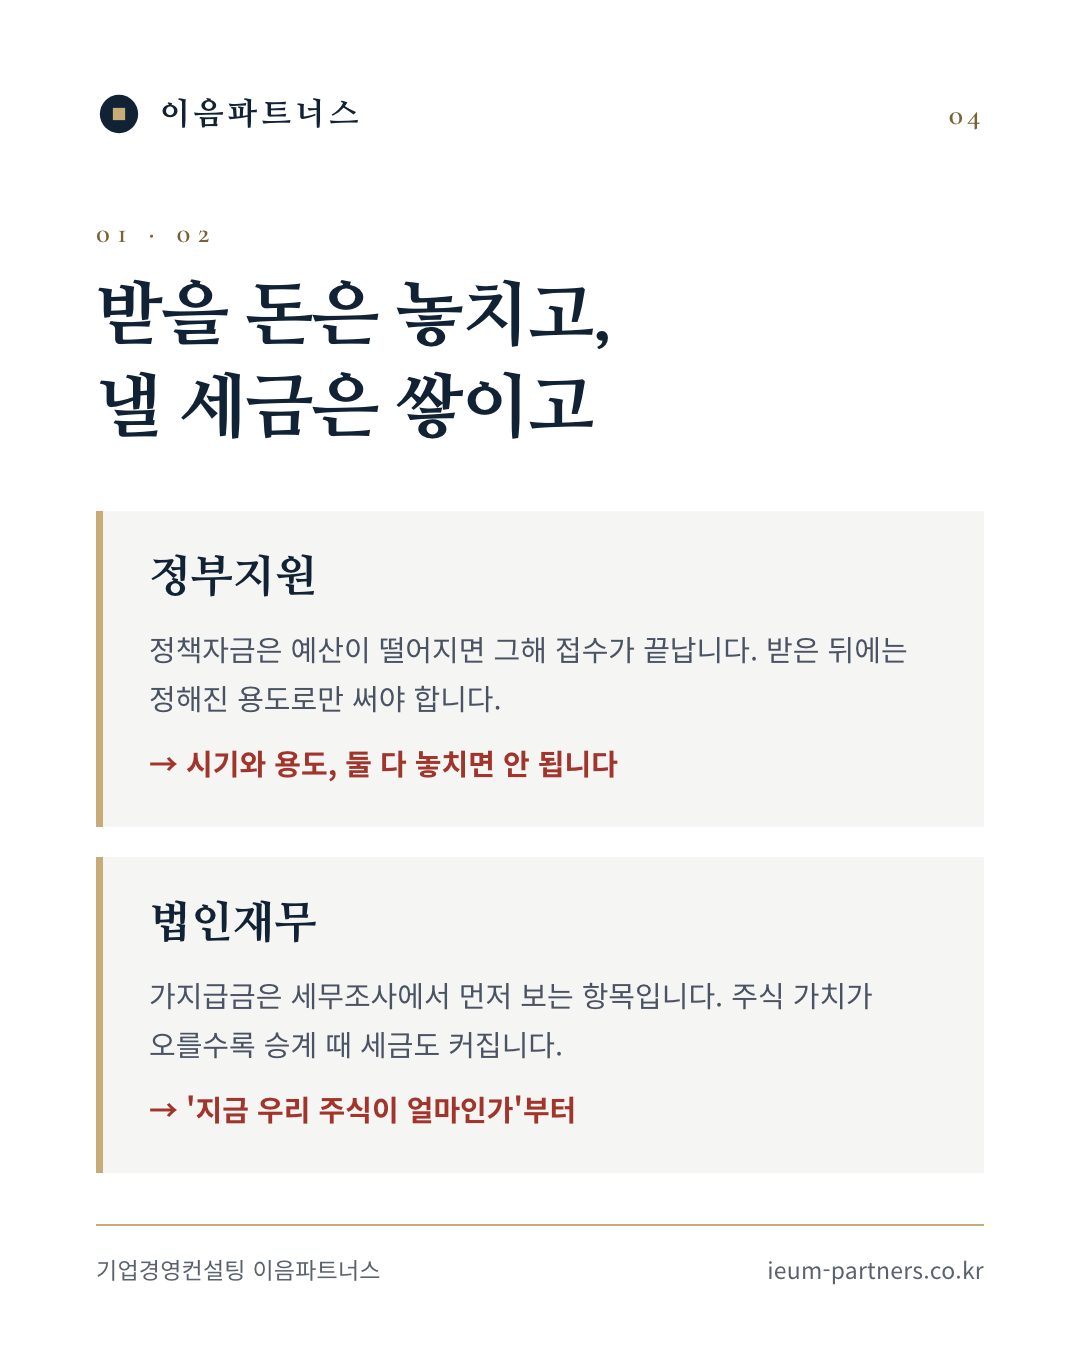 이음파트너스
04
01 · 02
받을 돈은 놓치고,
낼 세금은 쌓이고
정부지원
정책자금은 예산이 떨어지면 그해 접수가 끝납니다. 받은 뒤에는
정해진 용도로만 써야 합니다.
→ 시기와 용도, 둘 다 놓치면 안 됩니다
법인재무
가지급금은 세무조사에서 먼저 보는 항목입니다. 주식 가치가
오를수록 승계 때 세금도 커집니다.
→ '지금 우리 주식이 얼마인가'부터
기업경영컨설팅 이음파트너스
ieum-partners.co.kr